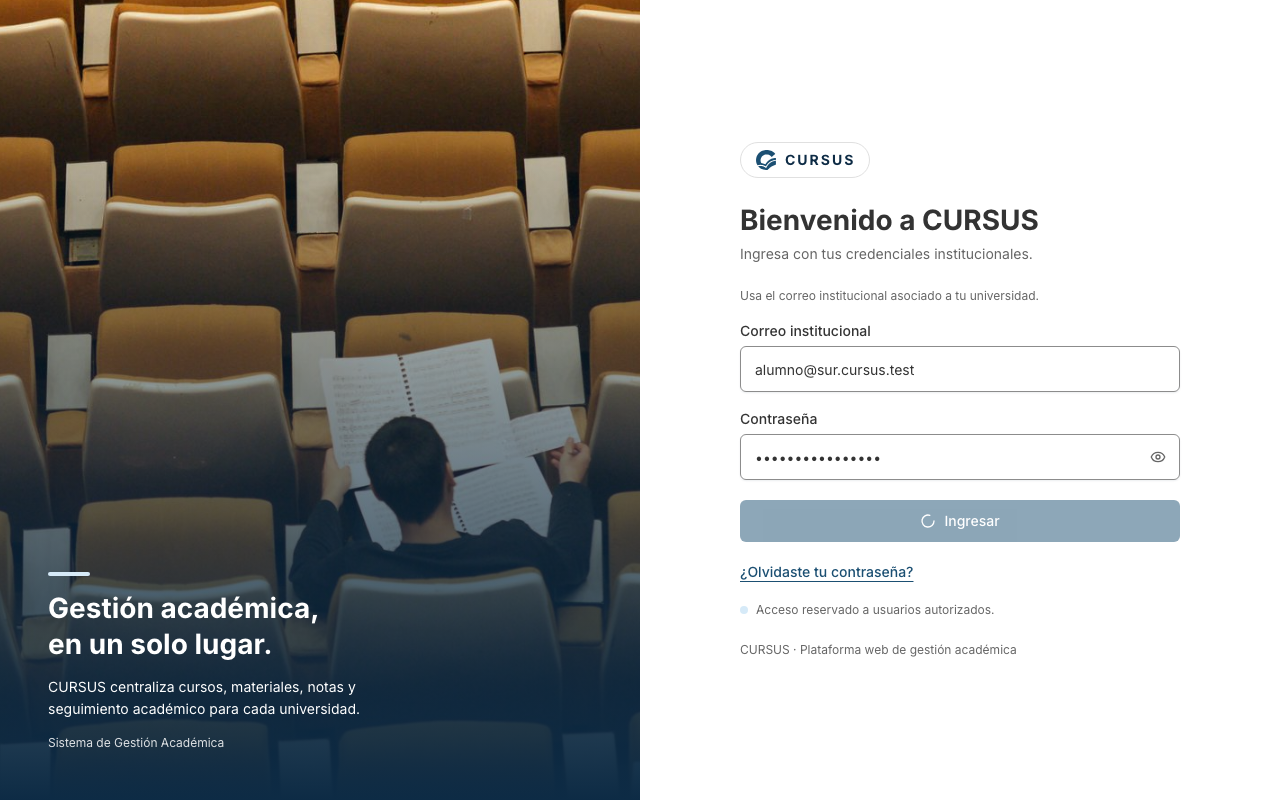 Gestión académica,
en un solo lugar.
CURSUS centraliza cursos, materiales, notas y
seguimiento académico para cada universidad.
Sistema de Gestión Académica
CURSUS
Bienvenido a CURSUS
Ingresa con tus credenciales institucionales.
Usa el correo institucional asociado a tu universidad.
Correo institucional
alumno@sur.cursus.test
Contraseña
••••••••••••••••
Ingresar
¿Olvidaste tu contraseña?
Acceso reservado a usuarios autorizados.
CURSUS · Plataforma web de gestión académica